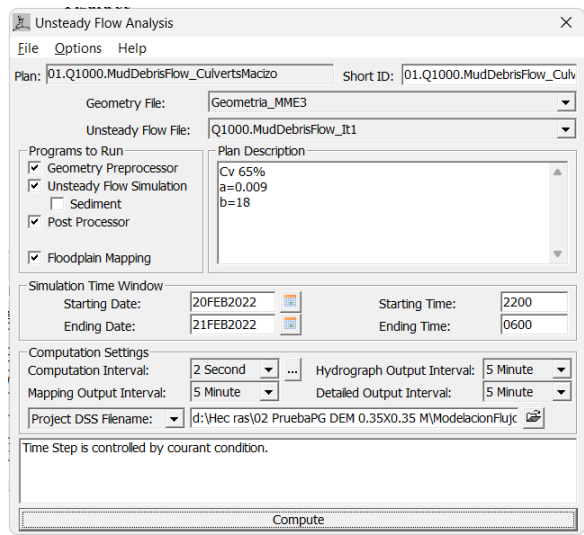 Unsteady Flow Analysis
File Options Help
Plan: 01.Q1000.MudDebrisFlow_CulvertsMacizo Short ID: 01.Q1000.MudDebrisFlow_Culv
Geometry File: Geometria_MME3
Unsteady Flow File: Q1000.MudDebrisFlow_It1
Programs to Run
Geometry Preprocessor
Unsteady Flow Simulation
Sediment
Post Processor
Floodplain Mapping
Plan Description
Cv 65%
a=0.009
b=18
Simulation Time Window
Starting Date: 20FEB2022 Starting Time: 2200
Ending Date: 21FEB2022 Ending Time: 0600
Computation Settings
Computation Interval: 2 Second ... Hydrograph Output Interval: 5 Minute
Mapping Output Interval: 5 Minute Detailed Output Interval: 5 Minute
Project DSS Filename: d:\Hec ras\02 PruebaPG DEM 0.35X0.35 M\ModelacionFlujc
Time Step is controlled by courant condition.
Compute